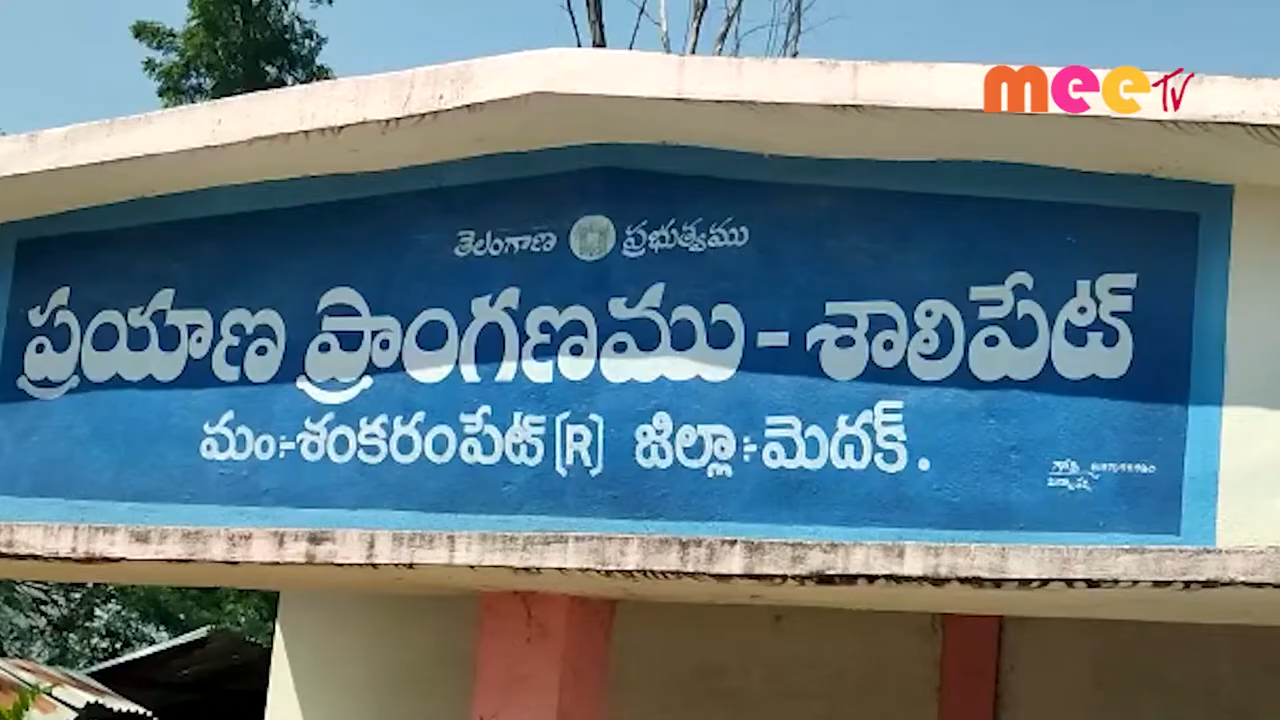 meeTV
తెలంగాణ ప్రభుత్వము
ప్రయాణ ప్రాంగణము - శాలిపేట్
మం:-శంకరంపేట్ (R) జిల్లా:-మెదక్.